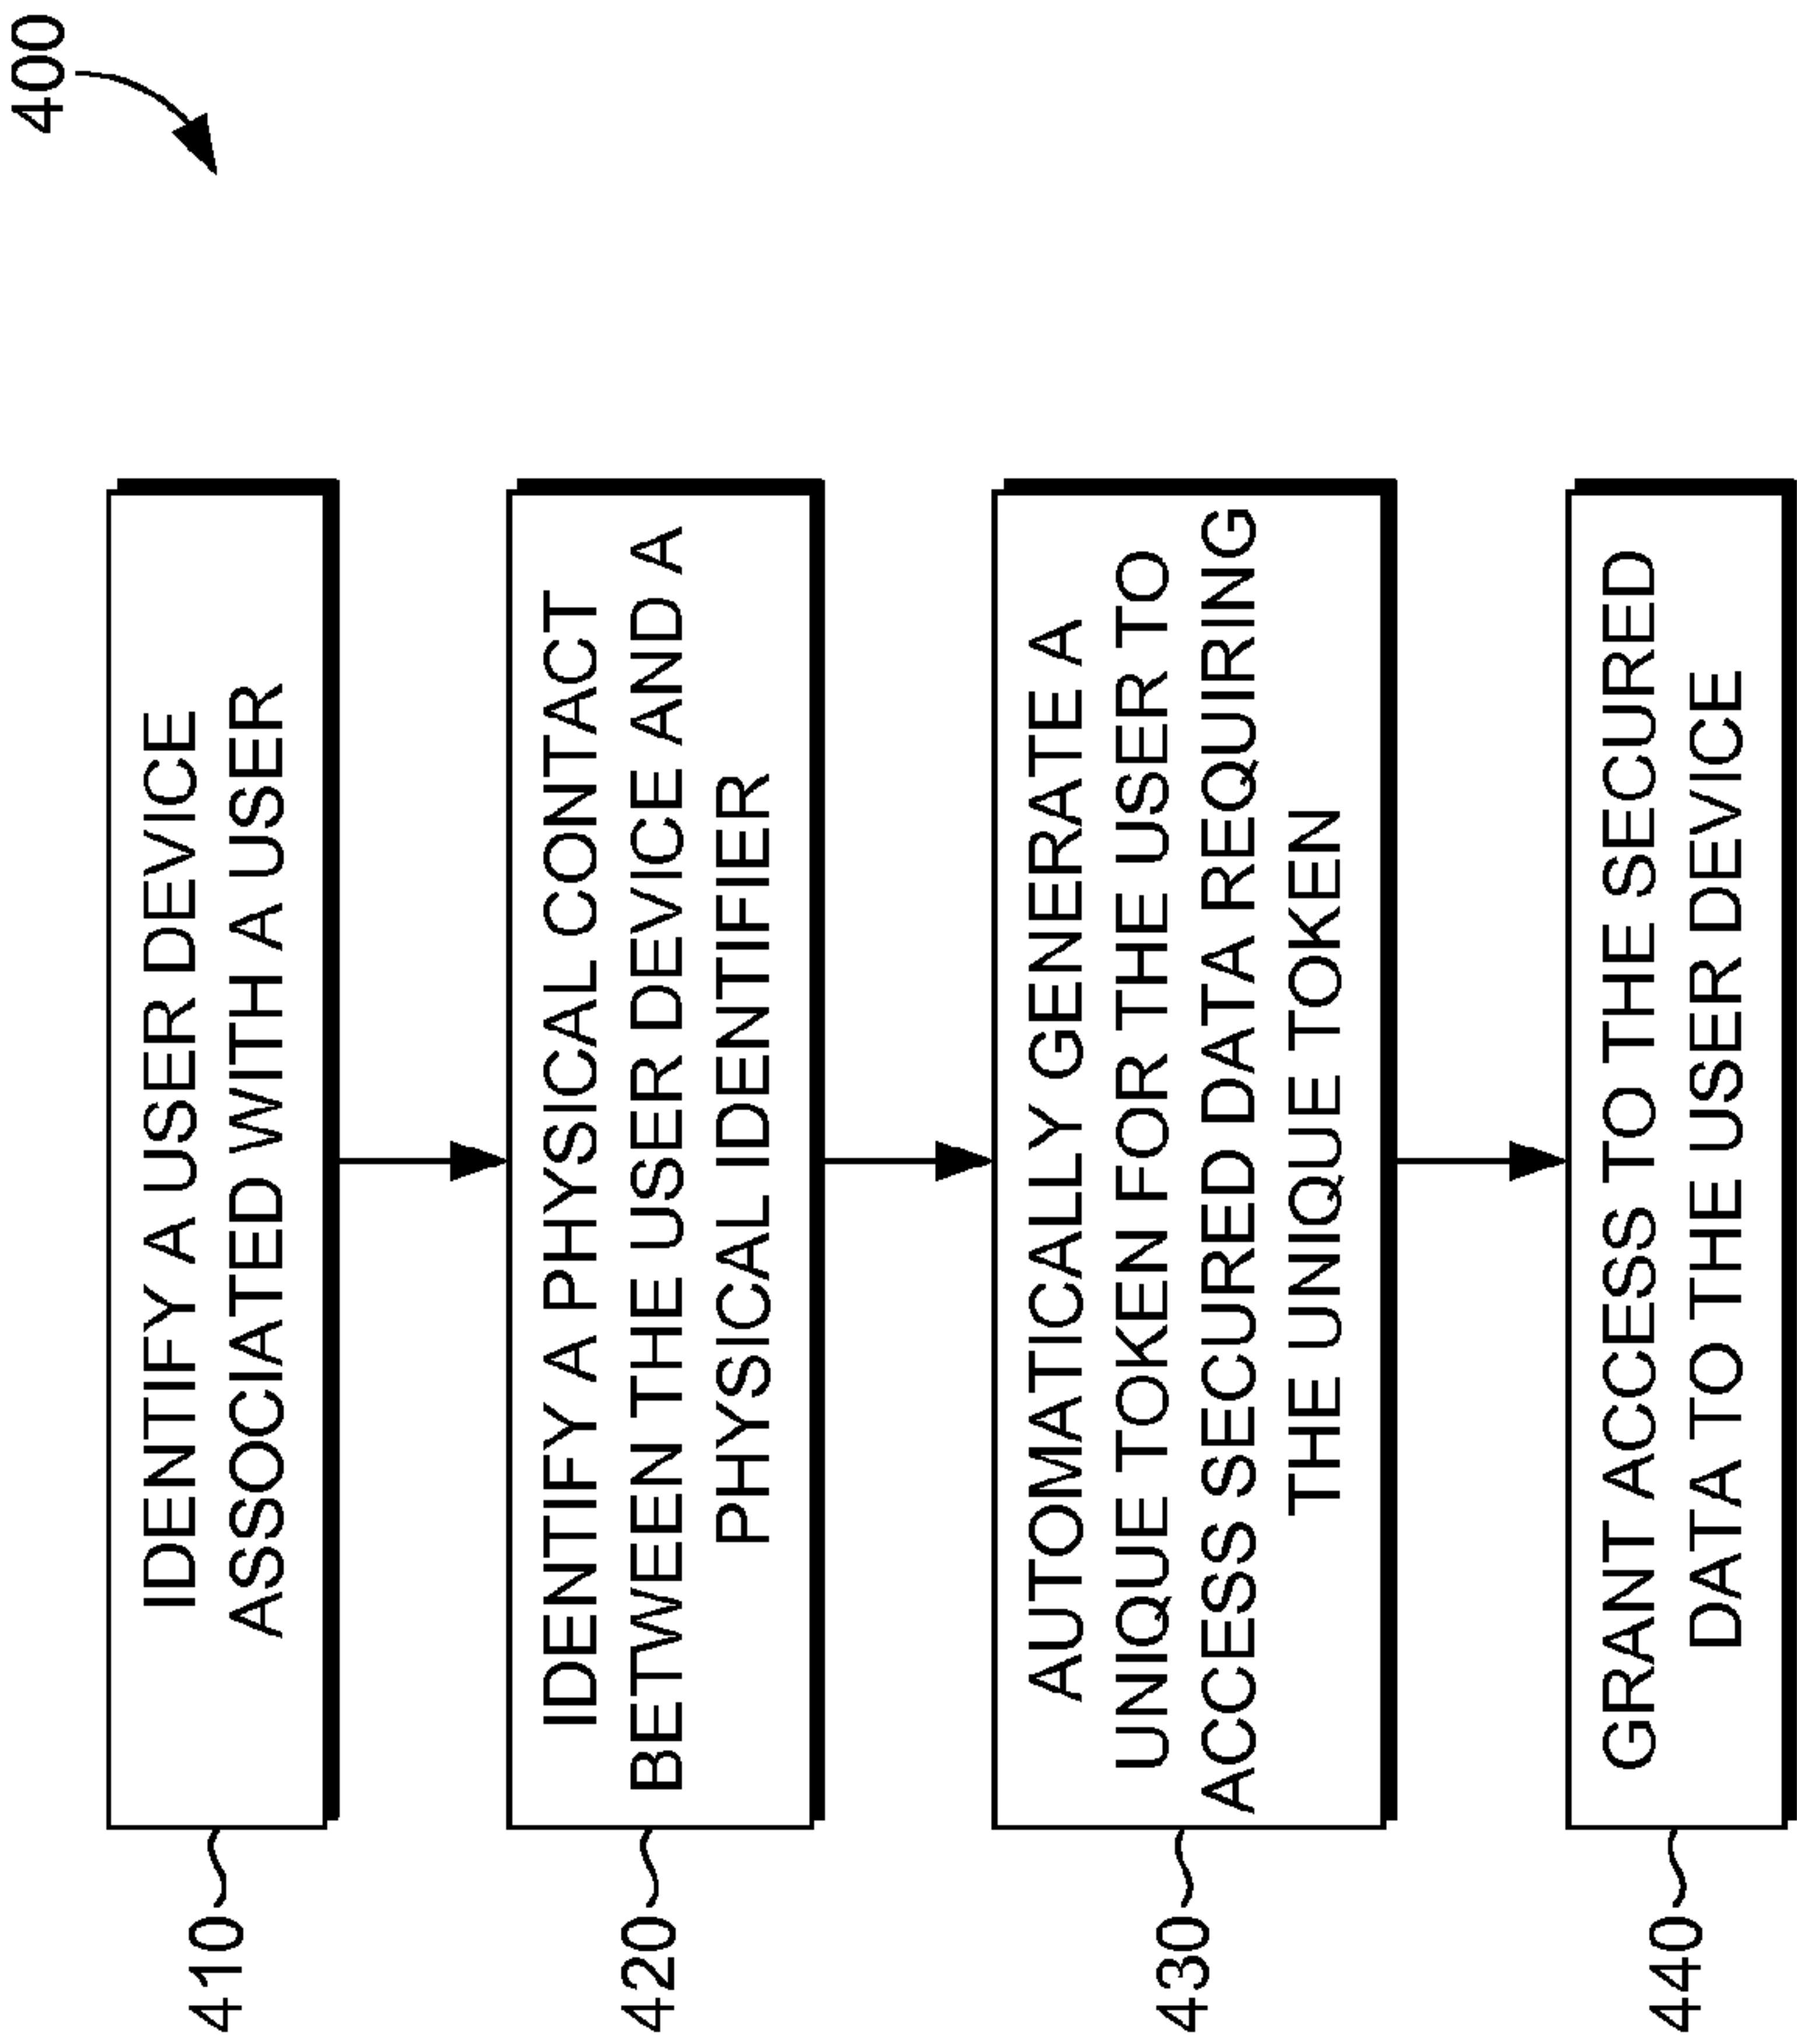 400
410
IDENTIFY A USER DEVICE
ASSOCIATED WITH A USER
420
IDENTIFY A PHYSICAL CONTACT
BETWEEN THE USER DEVICE AND A
PHYSICAL IDENTIFIER
430
AUTOMATICALLY GENERATE A
UNIQUE TOKEN FOR THE USER TO
ACCESS SECURED DATA REQUIRING
THE UNIQUE TOKEN
440
GRANT ACCESS TO THE SECURED
DATA TO THE USER DEVICE